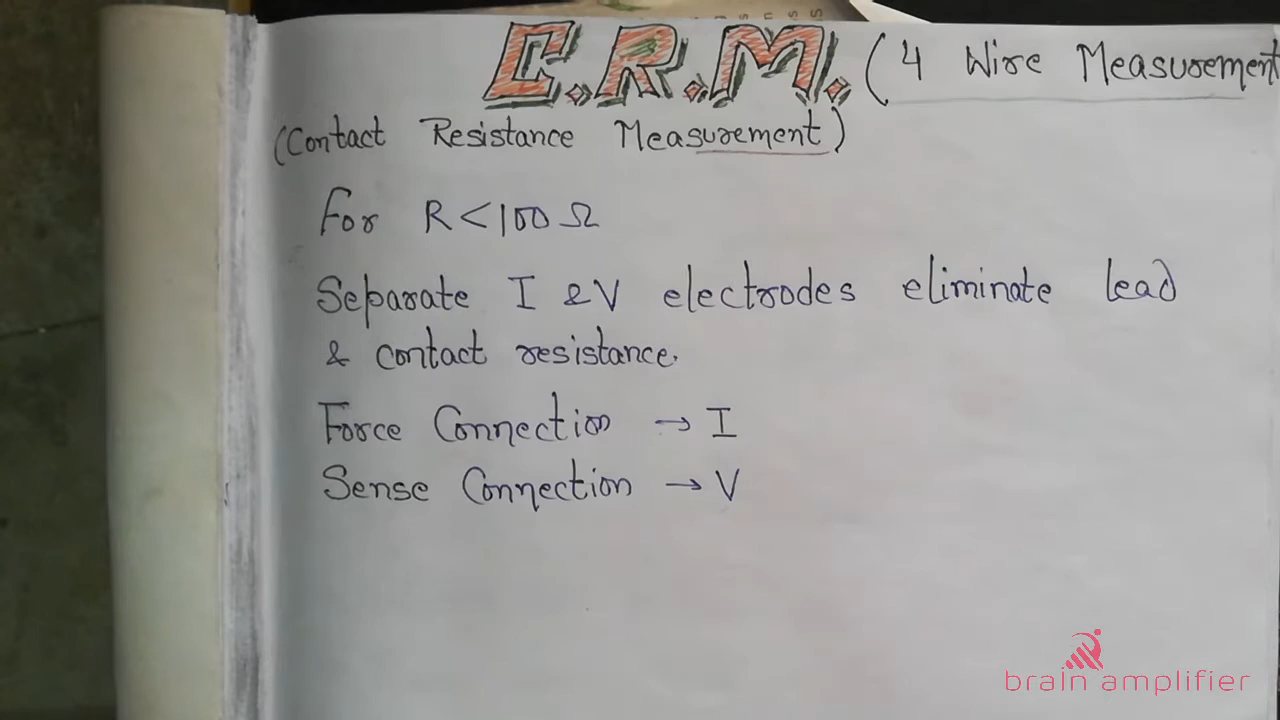 C.R.M. (4 Wire Measurement
(Contact Resistance Measurement)
For R < 100 Ω
Separate I & V electrodes eliminate lead
& contact resistance.
Force Connection → I
Sense Connection → V
brain amplifier